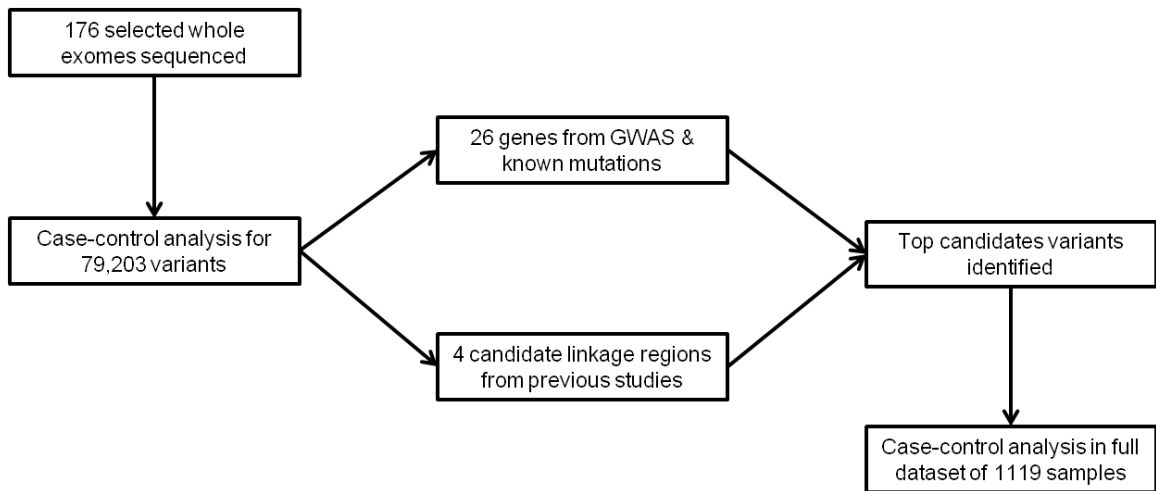 176 selected whole
exomes sequenced
Case-control analysis for
79,203 variants
26 genes from GWAS &
known mutations
4 candidate linkage regions
from previous studies
Top candidates variants
identified
Case-control analysis in full
dataset of 1119 samples